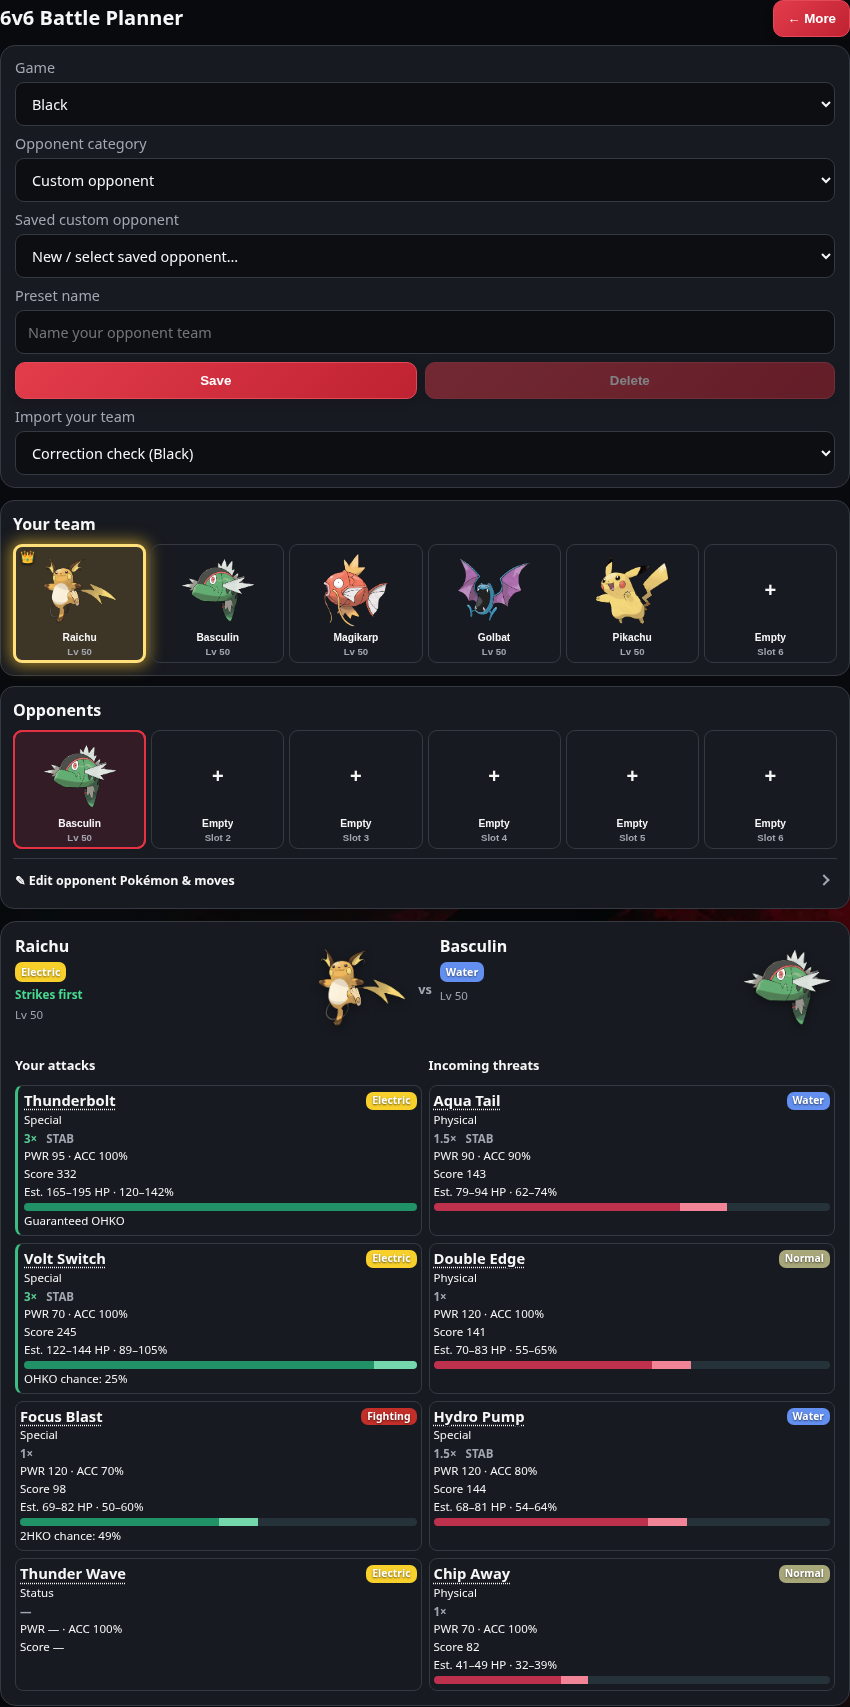 6v6 Battle Planner
← More
Game
Black
Opponent category
Custom opponent
Saved custom opponent
New / select saved opponent...
Preset name
Name your opponent team
Save
Delete
Import your team
Correction check (Black)
Your team
Raichu
Lv 50
Basculin
Lv 50
Magikarp
Lv 50
Golbat
Lv 50
Pikachu
Lv 50
+
Empty
Slot 6
Opponents
Basculin
Lv 50
+
Empty
Slot 2
+
Empty
Slot 3
+
Empty
Slot 4
+
Empty
Slot 5
+
Empty
Slot 6
✎ Edit opponent Pokémon & moves
Raichu
Electric
Strikes first
Lv 50
vs
Basculin
Water
Lv 50
Your attacks
Thunderbolt
Electric
Special
3× STAB
PWR 95 · ACC 100%
Score 332
Est. 165–195 HP · 120–142%
Guaranteed OHKO
Volt Switch
Electric
Special
3× STAB
PWR 70 · ACC 100%
Score 245
Est. 122–144 HP · 89–105%
OHKO chance: 25%
Focus Blast
Fighting
Special
1×
PWR 120 · ACC 70%
Score 98
Est. 69–82 HP · 50–60%
2HKO chance: 49%
Thunder Wave
Electric
Status
—
PWR — · ACC 100%
Score —
Incoming threats
Aqua Tail
Water
Physical
1.5× STAB
PWR 90 · ACC 90%
Score 143
Est. 79–94 HP · 62–74%
Double Edge
Normal
Physical
1×
PWR 120 · ACC 100%
Score 141
Est. 70–83 HP · 55–65%
Hydro Pump
Water
Special
1.5× STAB
PWR 120 · ACC 80%
Score 144
Est. 68–81 HP · 54–64%
Chip Away
Normal
Physical
1×
PWR 70 · ACC 100%
Score 82
Est. 41–49 HP · 32–39%